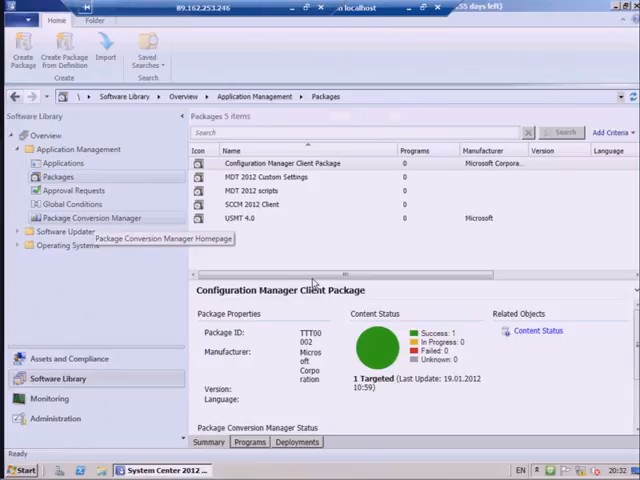 89.162.253.246
n localhost
55 days left)
Home
Folder
Create Package
Create Package from Definition
Import
Saved Searches
Create
Search
\ Software Library Overview Application Management Packages
Software Library
Packages 5 items
Search
Search
Add Criteria
Overview
Application Management
Applications
Packages
Approval Requests
Global Conditions
Package Conversion Manager
Software Update
Operating Systems
Package Conversion Manager Homepage
Icon Name Programs Manufacturer Version Language
Configuration Manager Client Package 0 Microsoft Corpora...
MDT 2012 Custom Settings 0
MDT 2012 scripts 0
SCCM 2012 Client 0
USMT 4.0 0 Microsoft
Configuration Manager Client Package
Package Properties
Package ID: TTT00002
Manufacturer: Microsoft Corporation
Version:
Language:
Package Conversion Manager Status
Content Status
Success: 1
In Progress: 0
Failed: 0
Unknown: 0
1 Targeted (Last Update: 19.01.2012 10:59)
Related Objects
Content Status
Assets and Compliance
Software Library
Monitoring
Administration
Summary Programs Deployments
Ready
Start
System Center 2012 ...
EN
20:32